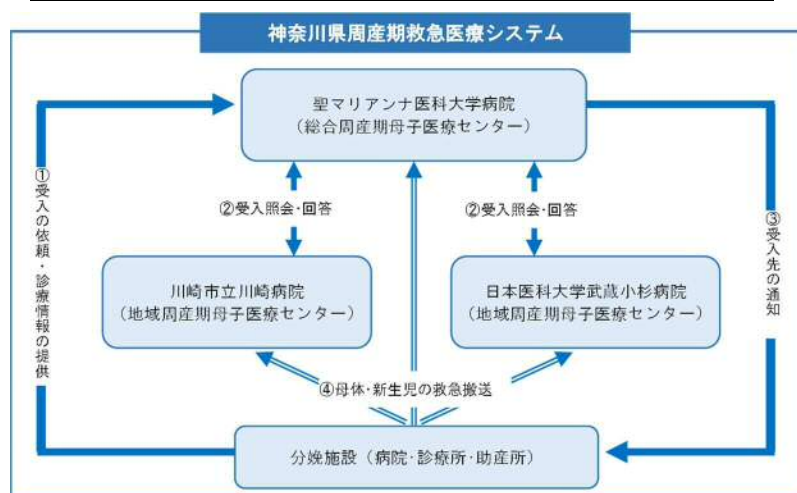 神奈川県周産期救急医療システム
聖マリアンナ医科大学病院
(総合周産期母子医療センター)
①受入の依頼・診療情報の提供
②受入照会・回答
②受入照会・回答
③受入先の通知
川崎市立川崎病院
(地域周産期母子医療センター)
日本医科大学武蔵小杉病院
(地域周産期母子医療センター)
④母体・新生児の救急搬送
分娩施設(病院・診療所・助産所)